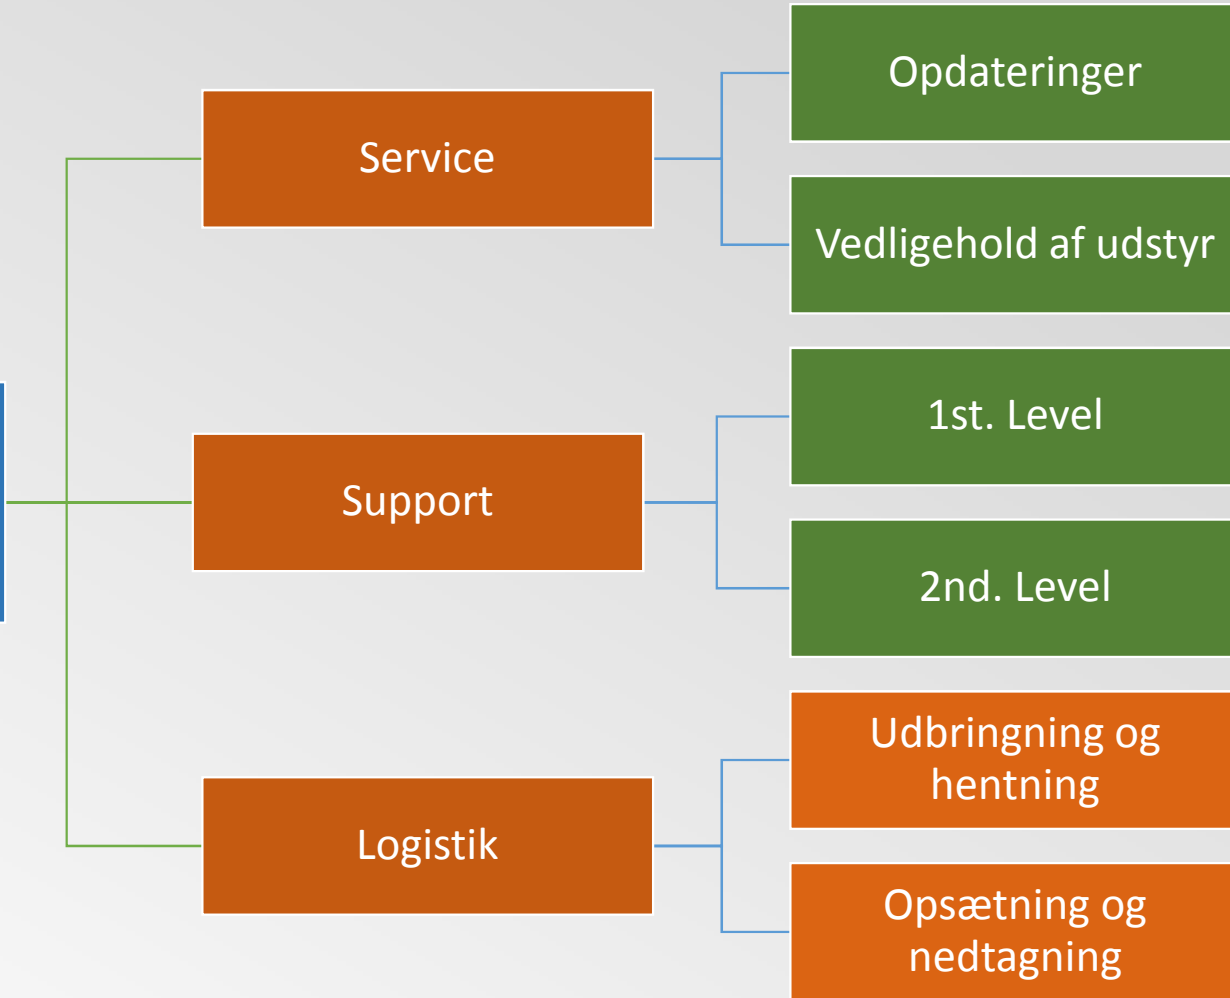 Service
Opdateringer
Vedligehold af udstyr
Support
1st. Level
2nd. Level
Logistik
Udbringning og
hentning
Opsætning og
nedtagning